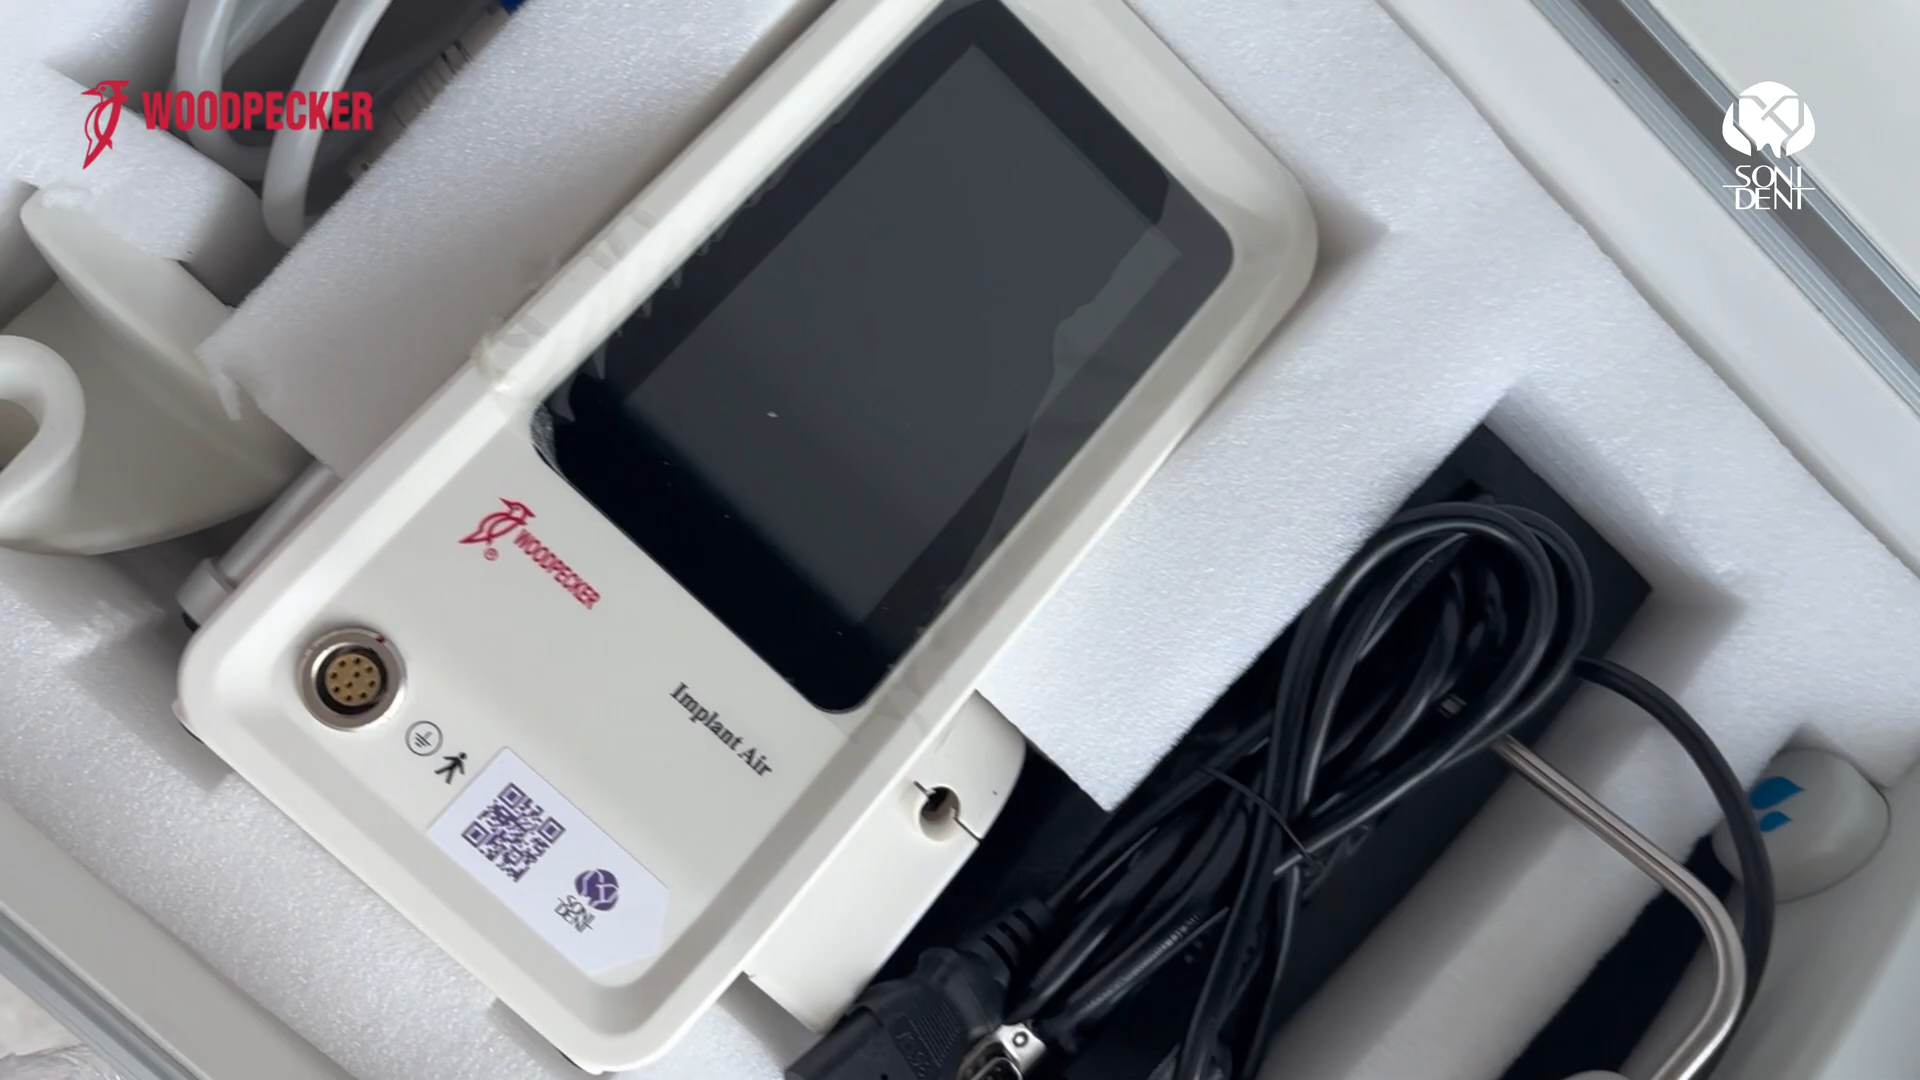 WOODPECKER
SONI
DENT
WOODPECKER
Implant Air
SONI
DENT